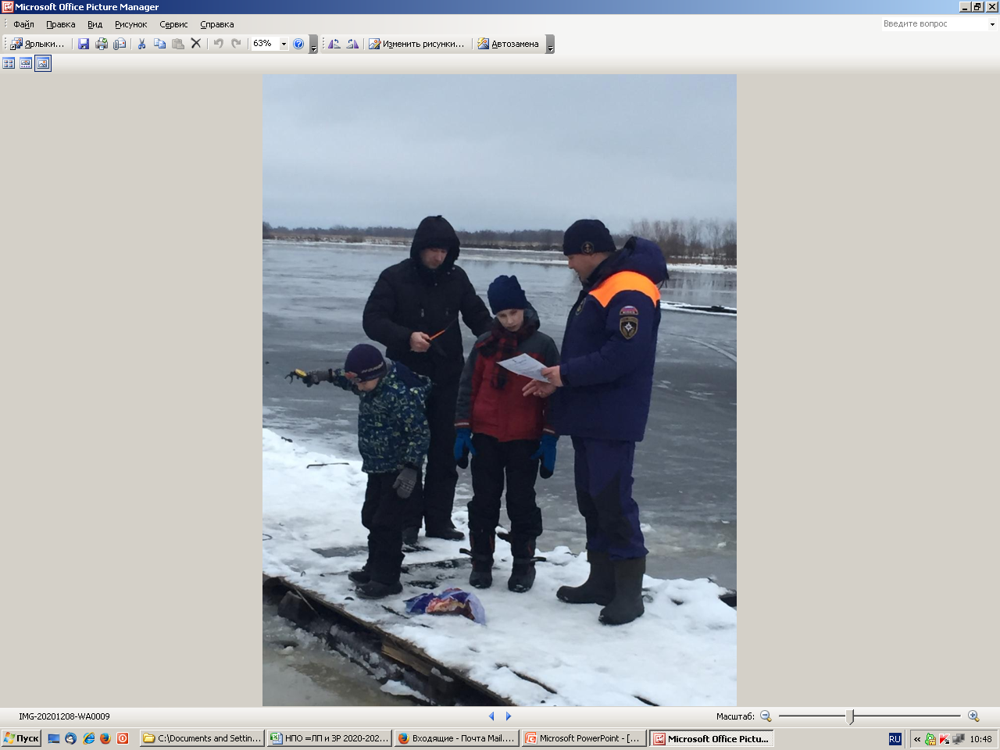 Microsoft Office Picture Manager
Файл Правка Вид Рисунок Сервис Справка Введите вопрос
Ярлыки... 63% Изменить рисунки... Автозамена
IMG-20201208-WA0009 Масштаб:
Пуск C:\Documents and Settin... НПО =ЛП и ЗР 2020-202... Входящие - Почта Mail.... Microsoft PowerPoint - [... Microsoft Office Pictu... RU « 10:48